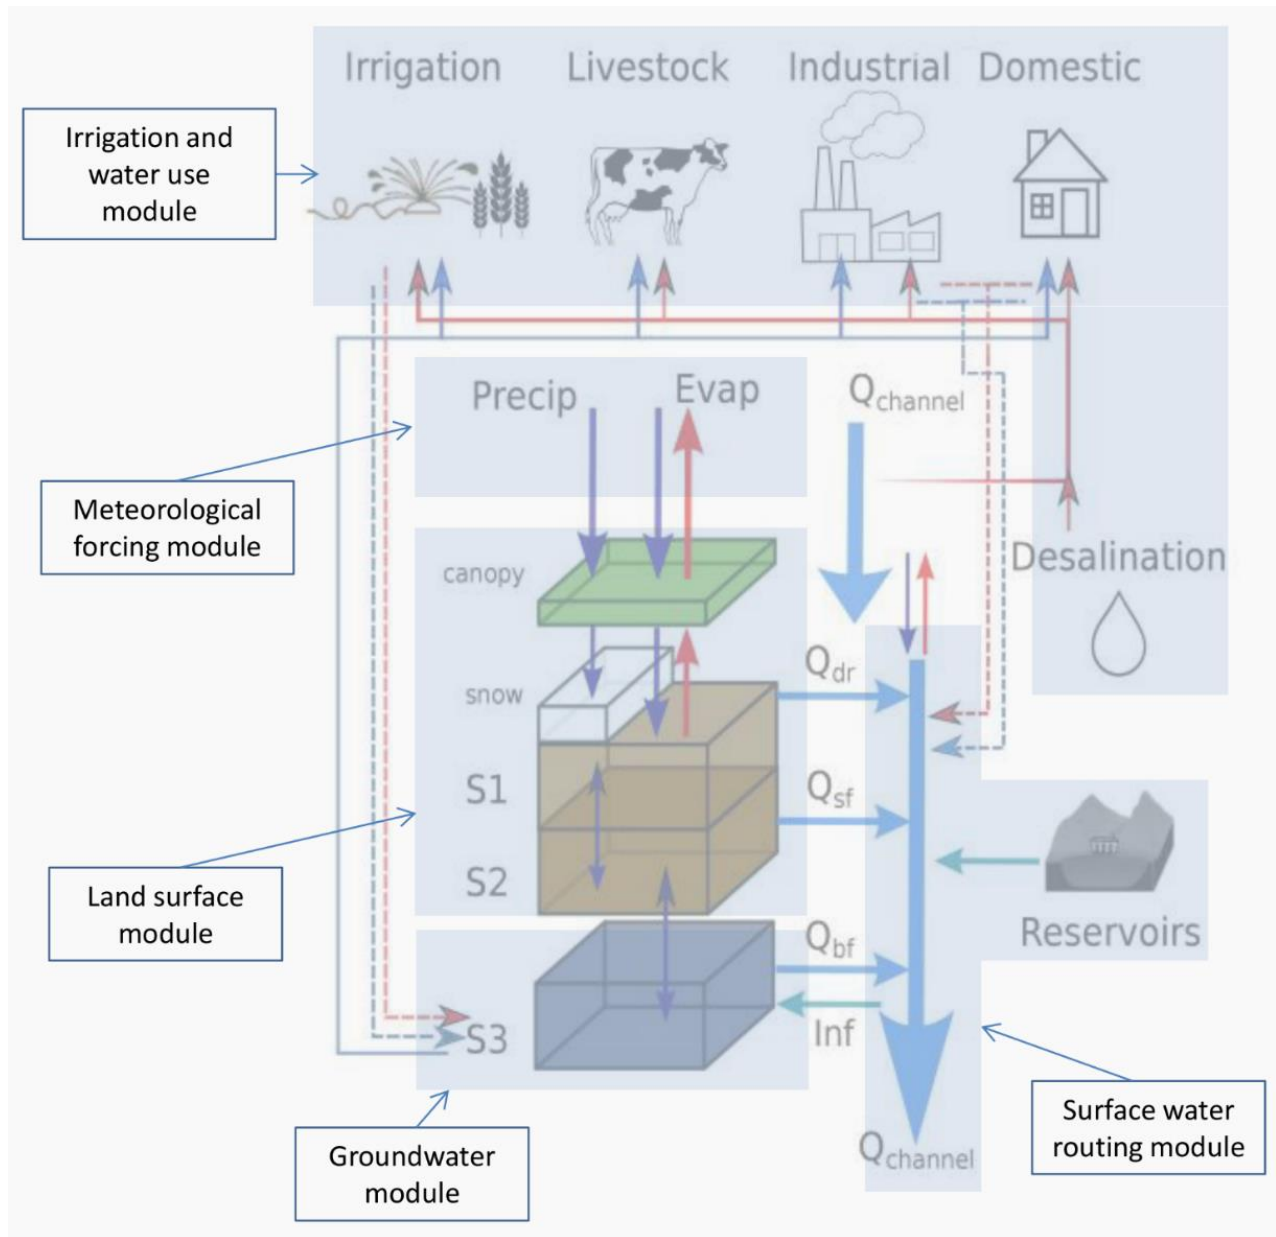 Irrigation
Livestock
Industrial
Domestic
Irrigation and
water use
module
Precip
Evap
Qchannel
Meteorological
forcing module
canopy
Desalination
snow
Qdr
S1
Qsf
S2
Land surface
module
Reservoirs
Qbf
S3
Inf
Surface water
routing module
Groundwater
module
Qchannel